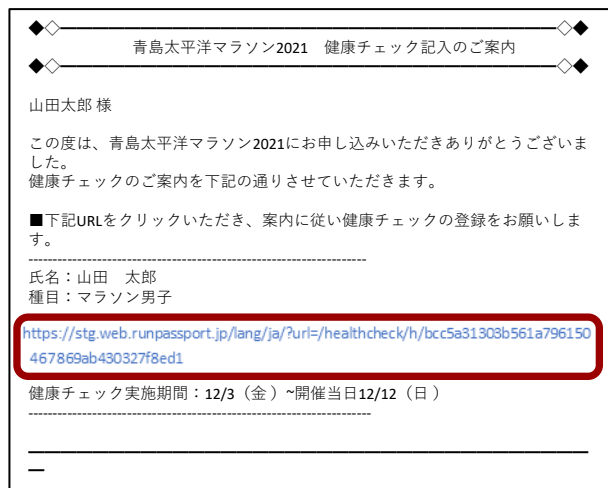 ◆◇━━━━━━━━━━━━━━━━━━━━━━━━━━━━━━━◇◆
青島太平洋マラソン2021　健康チェック記入のご案内
◆◇━━━━━━━━━━━━━━━━━━━━━━━━━━━━━━━◇◆
山田太郎 様
この度は、青島太平洋マラソン2021にお申し込みいただきありがとうございま
した。
健康チェックのご案内を下記の通りさせていただきます。
■下記URLをクリックいただき、案内に従い健康チェックの登録をお願いしま
す。
--------------------------------------------------------------------
氏名：山田　太郎
種目：マラソン男子
https://stg.web.runpassport.jp/lang/ja/?url=/healthcheck/h/bcc5a31303b561a796150
467869ab430327f8ed1
健康チェック実施期間：12/3（金 ）~開催当日12/12（日 ）
---------------------------------------------------------------------
━━━━━━━━━━━━━━━━━━━━━━━━━━━━━━━━━━━
━